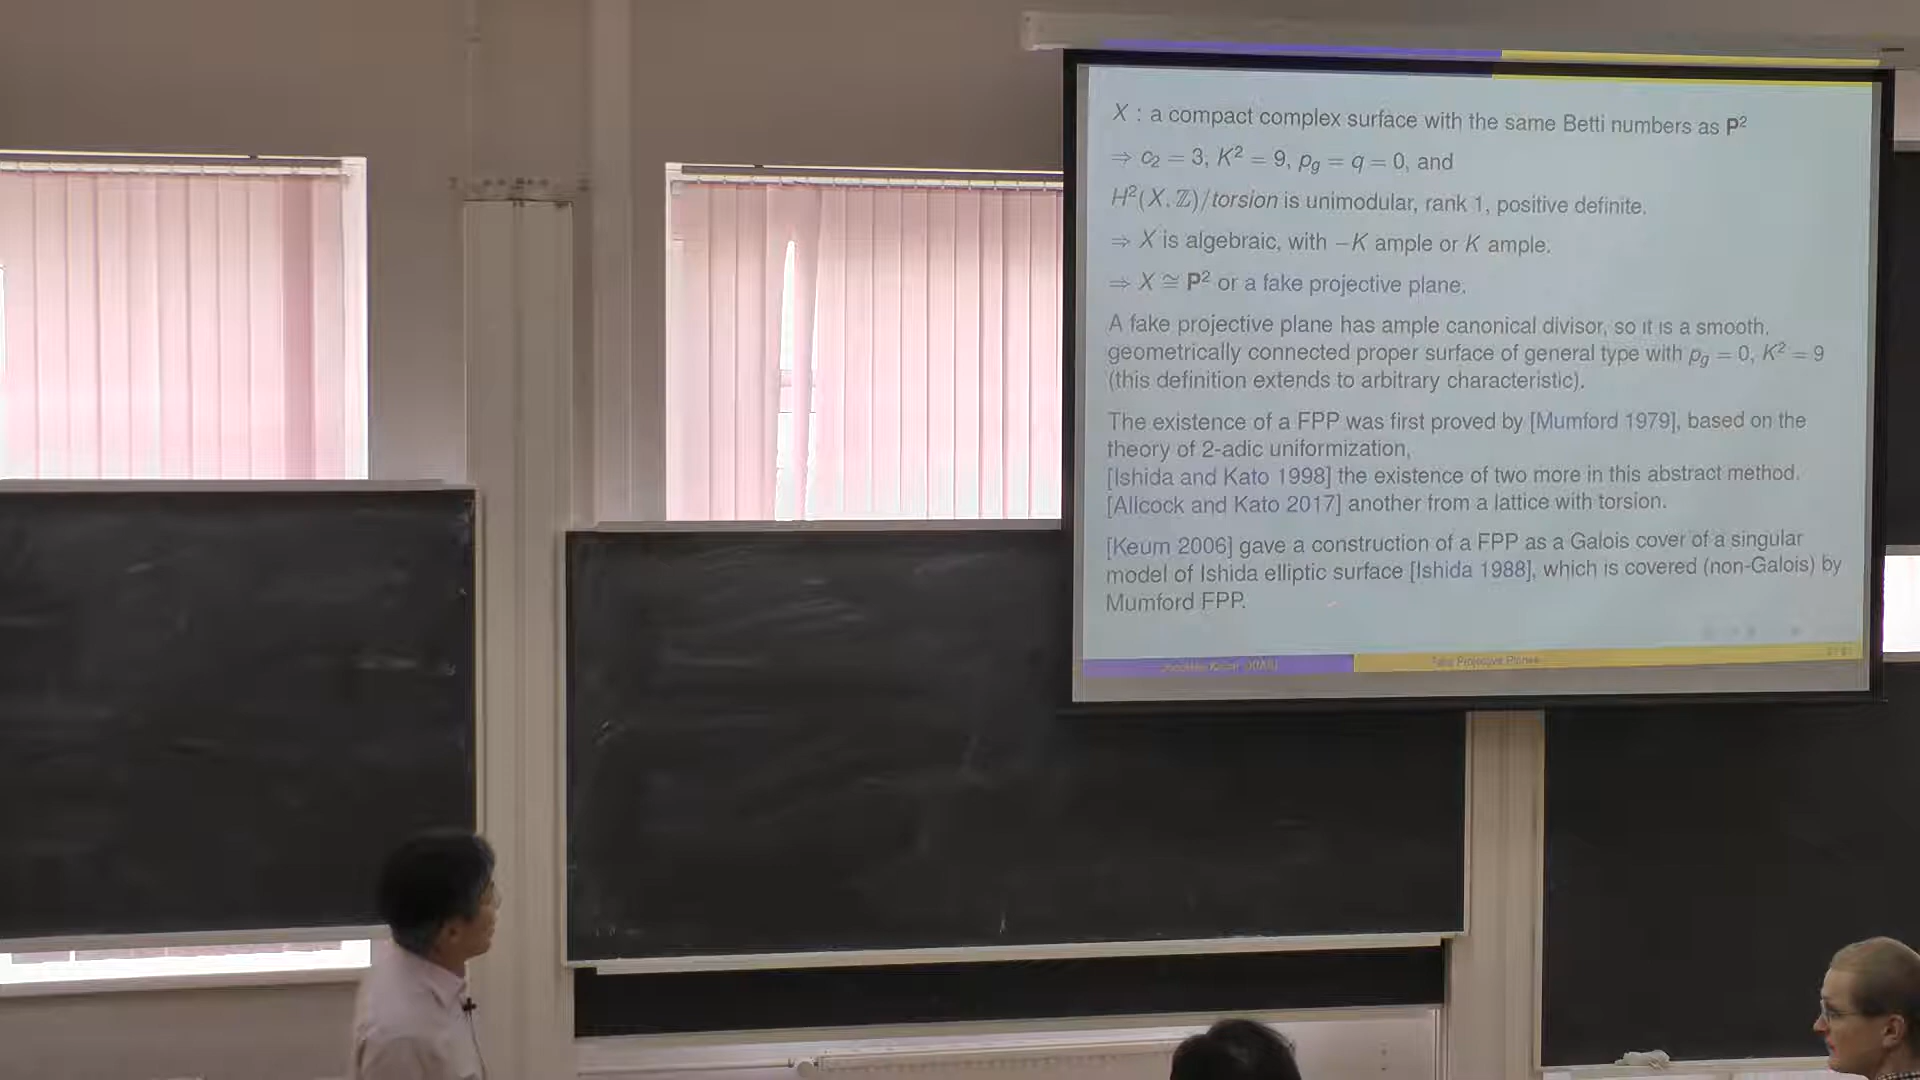 X : a compact complex surface with the same Betti numbers as P²
⇒ c₂ = 3, K² = 9, p_g = q = 0, and
H²(X, ℤ)/torsion is unimodular, rank 1, positive definite.
⇒ X is algebraic, with −K ample or K ample.
⇒ X ≅ P² or a fake projective plane.
A fake projective plane has ample canonical divisor, so it is a smooth,
geometrically connected proper surface of general type with p_g = 0, K² = 9
(this definition extends to arbitrary characteristic).
The existence of a FPP was first proved by [Mumford 1979], based on the
theory of 2-adic uniformization,
[Ishida and Kato 1998] the existence of two more in this abstract method.
[Allcock and Kato 2017] another from a lattice with torsion.
[Keum 2006] gave a construction of a FPP as a Galois cover of a singular
model of Ishida elliptic surface [Ishida 1988], which is covered (non-Galois) by
Mumford FPP.
Keum (KIAS) Fake Projective Planes